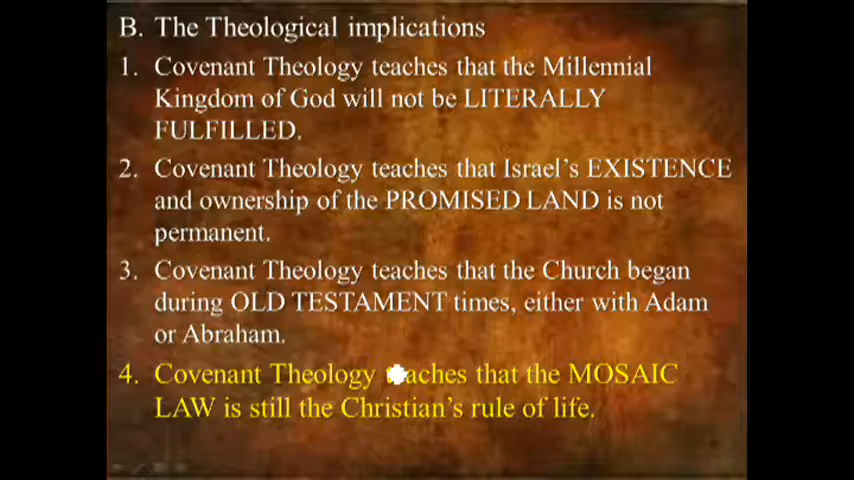 B. The Theological implications
1. Covenant Theology teaches that the Millennial
Kingdom of God will not be LITERALLY
FULFILLED.
2. Covenant Theology teaches that Israel's EXISTENCE
and ownership of the PROMISED LAND is not
permanent.
3. Covenant Theology teaches that the Church began
during OLD TESTAMENT times, either with Adam
or Abraham.
4. Covenant Theology teaches that the MOSAIC
LAW is still the Christian's rule of life.